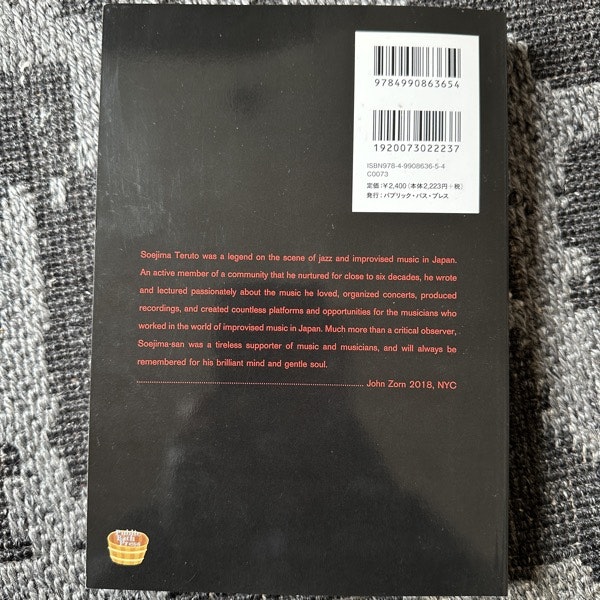 9784990863654
1920073022237
ISBN978-4-9908636-5-4
C0073
定価:¥2,400(本体2,223円+税)
発行:パブリック・バス・プレス
Soejima Teruto was a legend on the scene of jazz and improvised music in Japan.
An active member of a community that he nurtured for close to six decades, he wrote
and lectured passionately about the music he loved, organized concerts, produced
recordings, and created countless platforms and opportunities for the musicians who
worked in the world of improvised music in Japan. Much more than a critical observer,
Soejima-san was a tireless supporter of music and musicians, and will always be
remembered for his brilliant mind and gentle soul.
John Zorn 2018, NYC
Public
Bath
Press